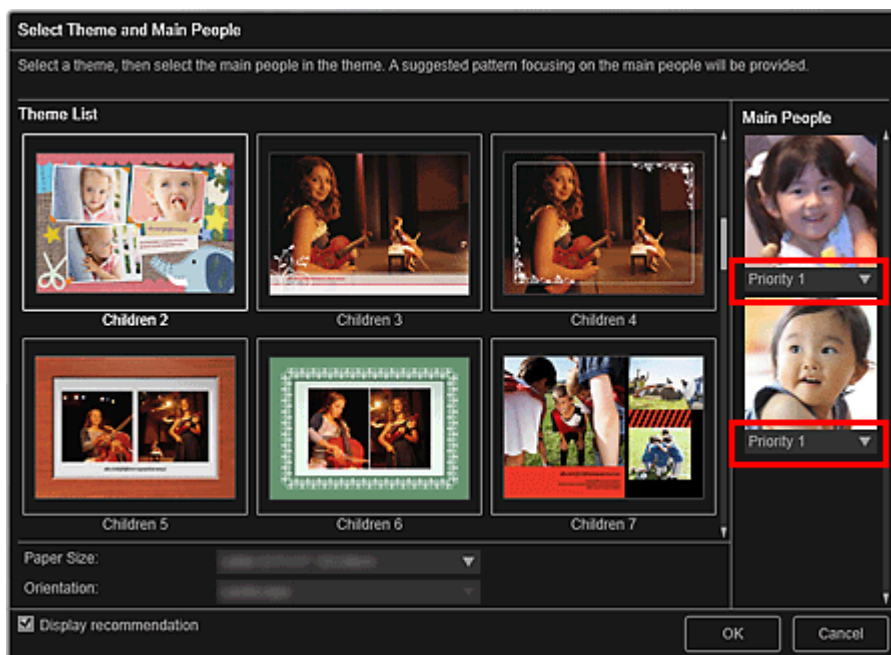 Select Theme and Main People
Select a theme, then select the main people in the theme. A suggested pattern focusing on the main people will be provided.
Theme List
Main People
Children 2
Children 3
Children 4
Priority 1
Children 5
Children 6
Children 7
Priority 1
Paper Size:
Orientation:
Display recommendation
OK
Cancel